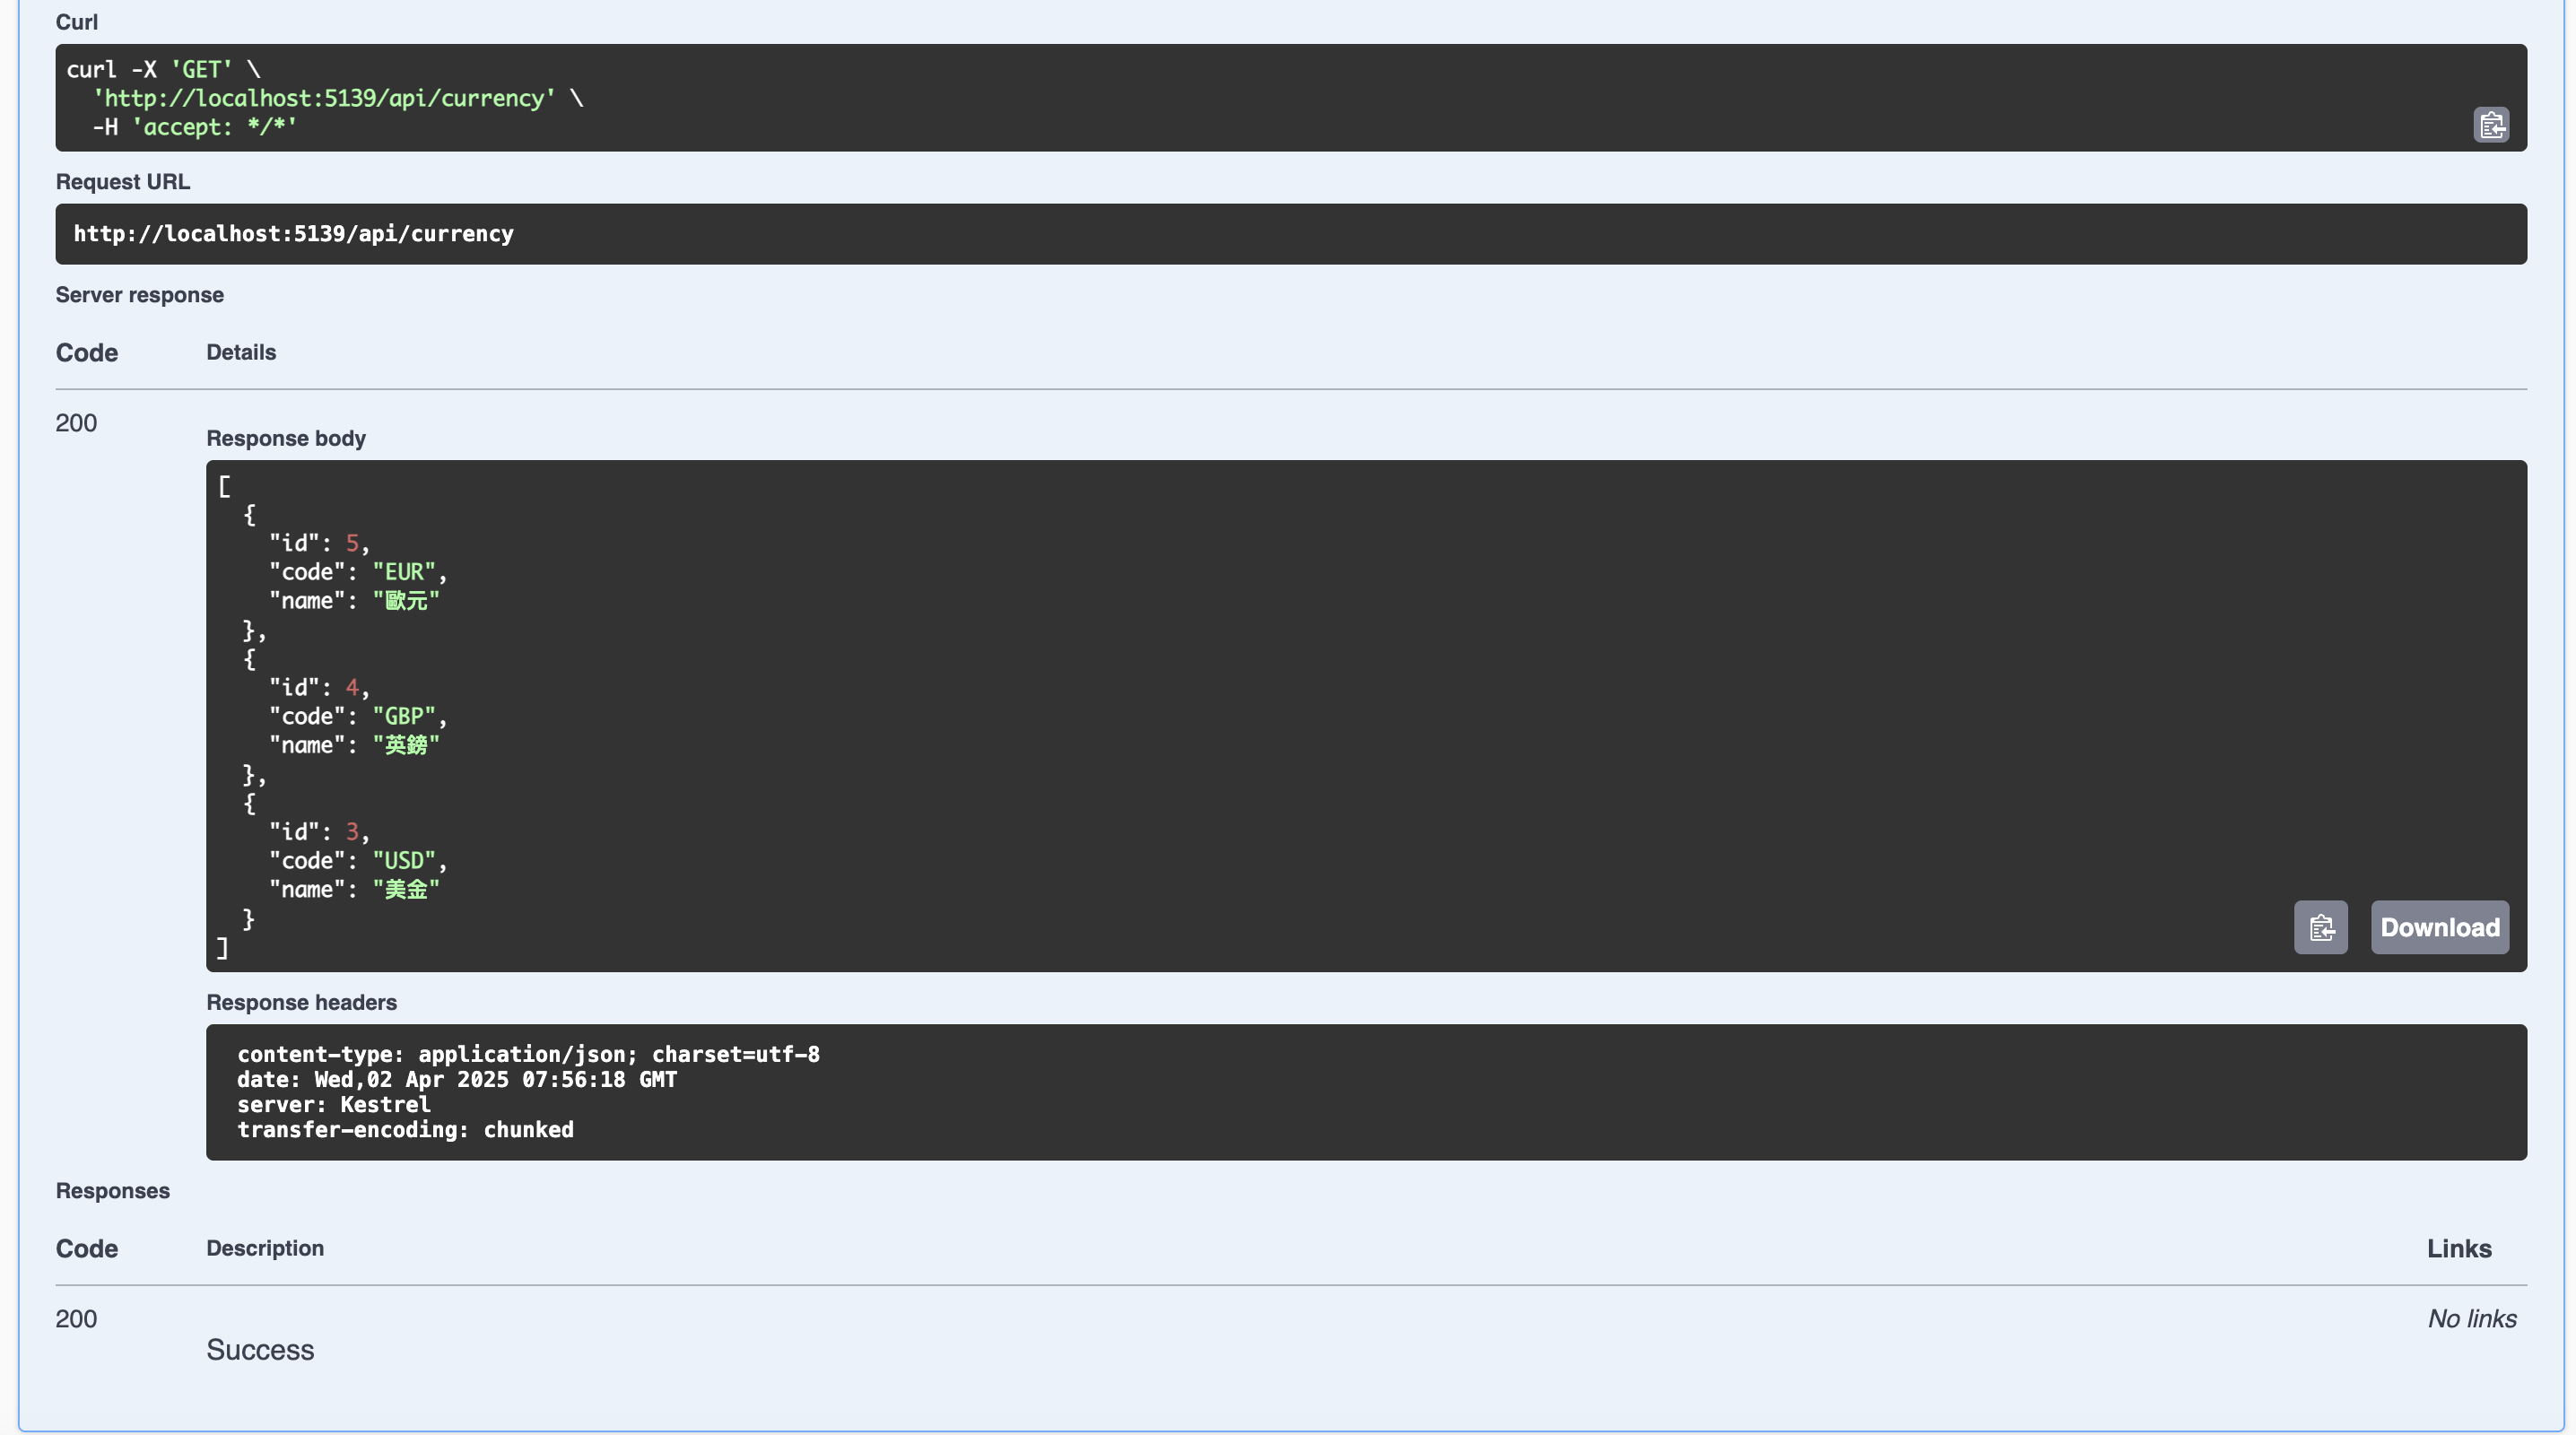 Curl
curl -X 'GET' \
  'http://localhost:5139/api/currency' \
  -H 'accept: */*'
Request URL
http://localhost:5139/api/currency
Server response
Code Details
200
Response body
[
  {
    "id": 5,
    "code": "EUR",
    "name": "歐元"
  },
  {
    "id": 4,
    "code": "GBP",
    "name": "英鎊"
  },
  {
    "id": 3,
    "code": "USD",
    "name": "美金"
  }
]
Download
Response headers
content-type: application/json; charset=utf-8
date: Wed,02 Apr 2025 07:56:18 GMT
server: Kestrel
transfer-encoding: chunked
Responses
Code Description Links
200 No links
Success